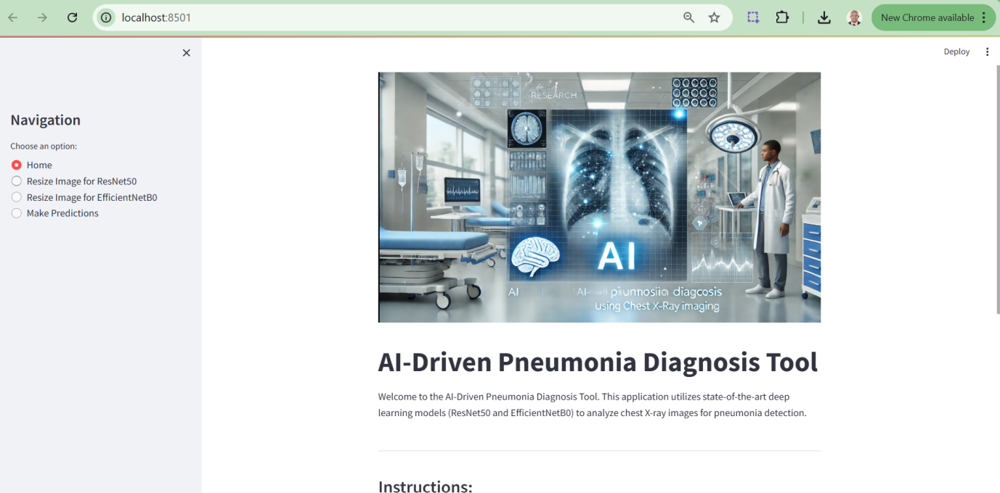 localhost:8501
New Chrome available
Deploy
Navigation
Choose an option:
Home
Resize Image for ResNet50
Resize Image for EfficientNetB0
Make Predictions
RESEARCH
AI
AI AI- piunnosiia diagcosis
using Chest X-Ray imaging
AI-Driven Pneumonia Diagnosis Tool
Welcome to the AI-Driven Pneumonia Diagnosis Tool. This application utilizes state-of-the-art deep
learning models (ResNet50 and EfficientNetB0) to analyze chest X-ray images for pneumonia detection.
Instructions: